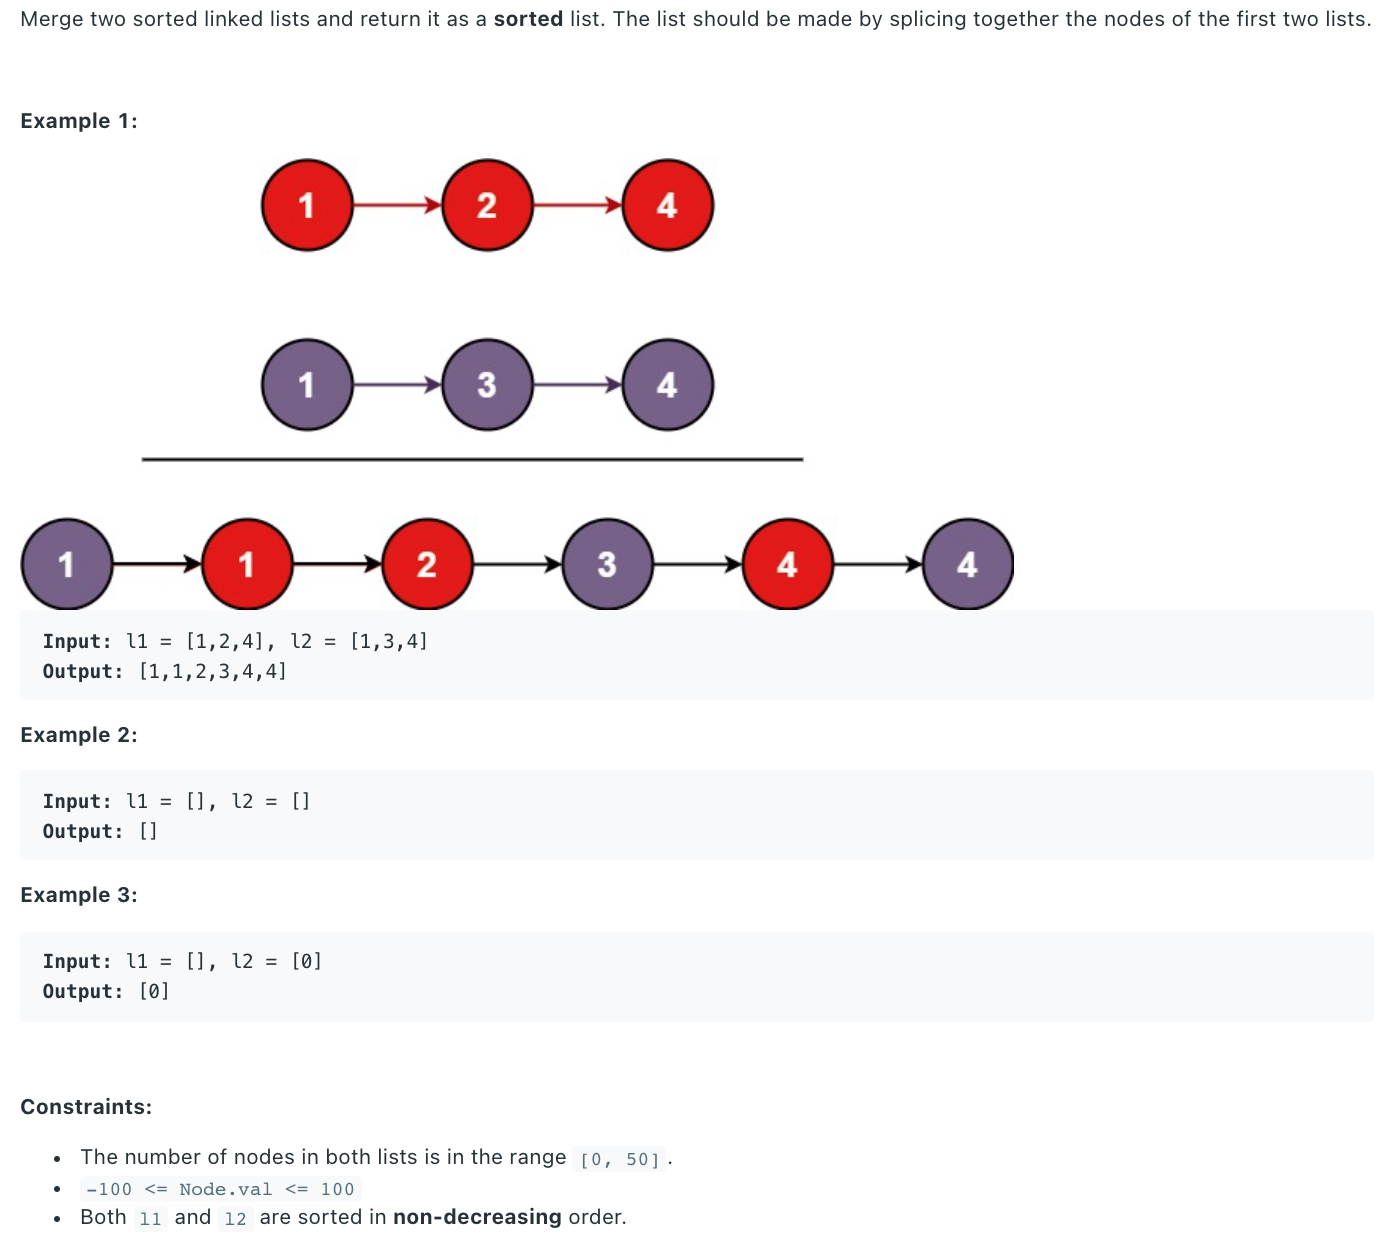 Merge two sorted linked lists and return it as a sorted list. The list should be made by splicing together the nodes of the first two lists.
Example 1:
1 2 4
1 3 4
1 1 2 3 4 4
Input: l1 = [1,2,4], l2 = [1,3,4]
Output: [1,1,2,3,4,4]
Example 2:
Input: l1 = [], l2 = []
Output: []
Example 3:
Input: l1 = [], l2 = [0]
Output: [0]
Constraints:
• The number of nodes in both lists is in the range [0, 50].
• -100 <= Node.val <= 100
• Both l1 and l2 are sorted in non-decreasing order.